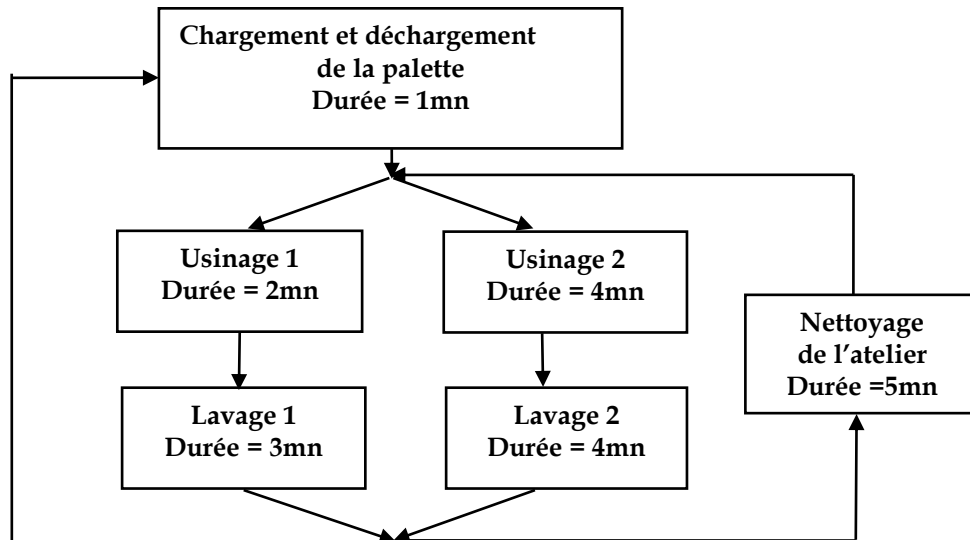 Chargement et déchargement
de la palette
Durée = 1mn
Usinage 1
Durée = 2mn
Usinage 2
Durée = 4mn
Nettoyage
de l’atelier
Durée =5mn
Lavage 1
Durée = 3mn
Lavage 2
Durée = 4mn